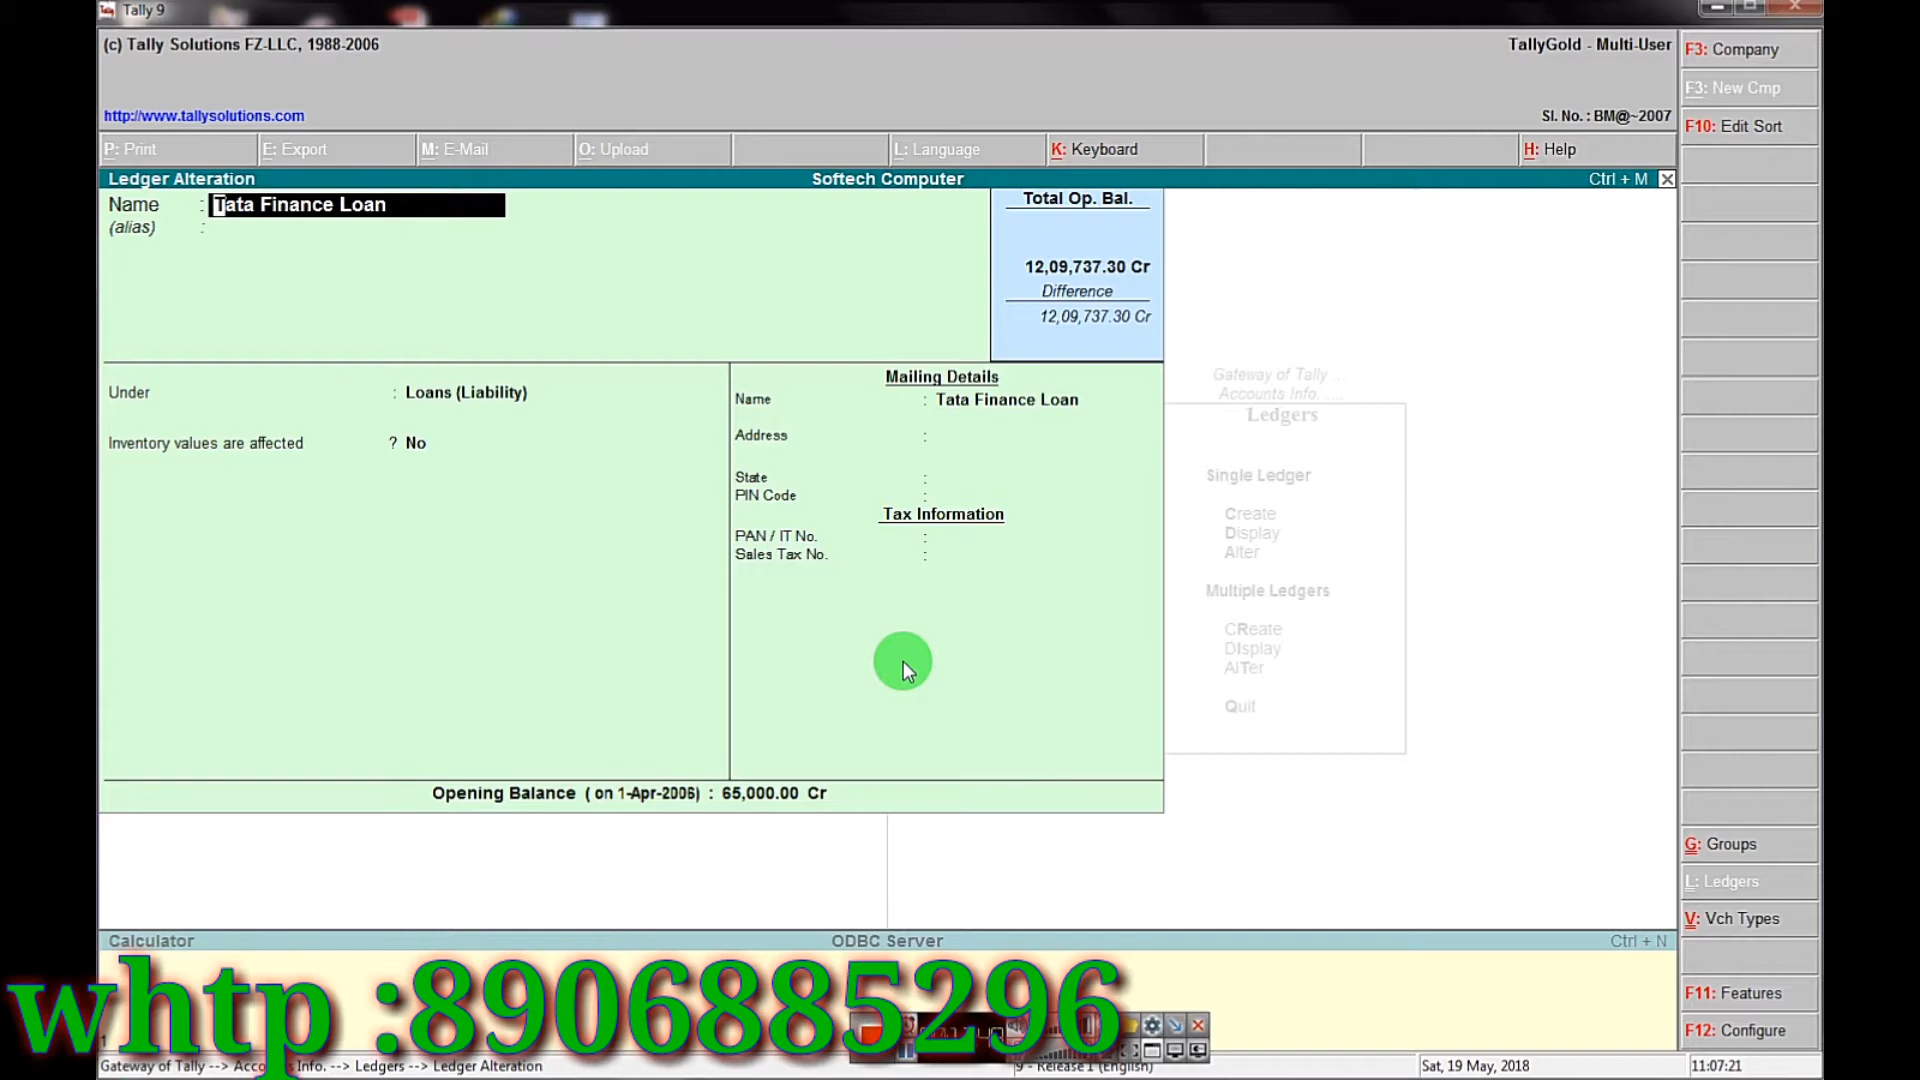 Tally 9
(c) Tally Solutions FZ-LLC, 1988-2006
TallyGold - Multi-User
http://www.tallysolutions.com
Sl. No. : BM@~2007
P: Print
E: Export
M: E-Mail
O: Upload
L: Language
K: Keyboard
H: Help
F3: Company
F3: New Cmp
F10: Edit Sort
Ledger Alteration
Softech Computer
Ctrl + M
Name : Tata Finance Loan
(alias) :
Total Op. Bal.
12,09,737.30 Cr
Difference
12,09,737.30 Cr
Under : Loans (Liability)
Inventory values are affected ? No
Mailing Details
Name : Tata Finance Loan
Address :
State :
PIN Code :
Tax Information
PAN / IT No. :
Sales Tax No. :
Opening Balance ( on 1-Apr-2006) : 65,000.00 Cr
Gateway of Tally ...
Accounts Info. .....
Ledgers
Single Ledger
Create
Display
Alter
Multiple Ledgers
CReate
DIsplay
AlTer
Quit
G: Groups
L: Ledgers
V: Vch Types
F11: Features
F12: Configure
Calculator
ODBC Server
Ctrl + N
whtp :8906885296
1
Gateway of Tally --> Info. --> Ledgers --> Ledger Alteration
9 - Release 1 (English)
Sat, 19 May, 2018
11:07:21